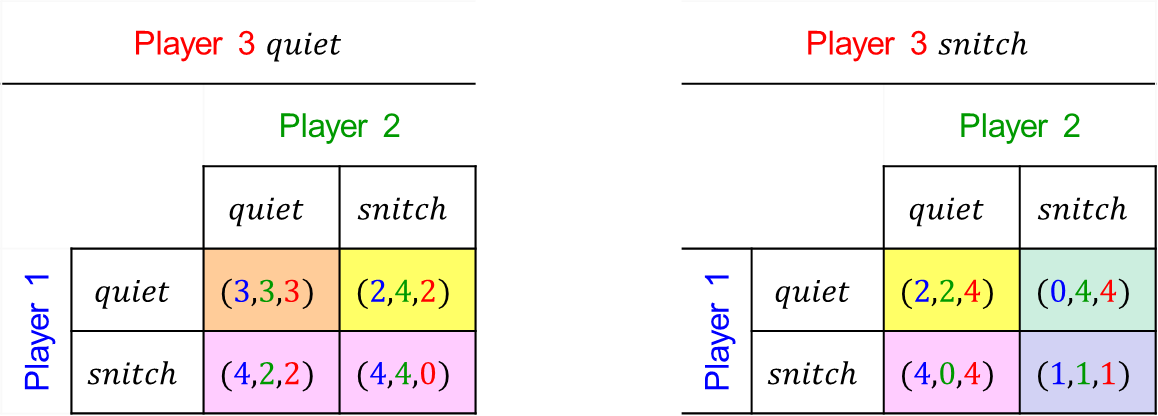 Player 3 quiet
Player 2
quiet snitch
Player 1
quiet (3,3,3) (2,4,2)
snitch (4,2,2) (4,4,0)
Player 3 snitch
Player 2
quiet snitch
Player 1
quiet (2,2,4) (0,4,4)
snitch (4,0,4) (1,1,1)